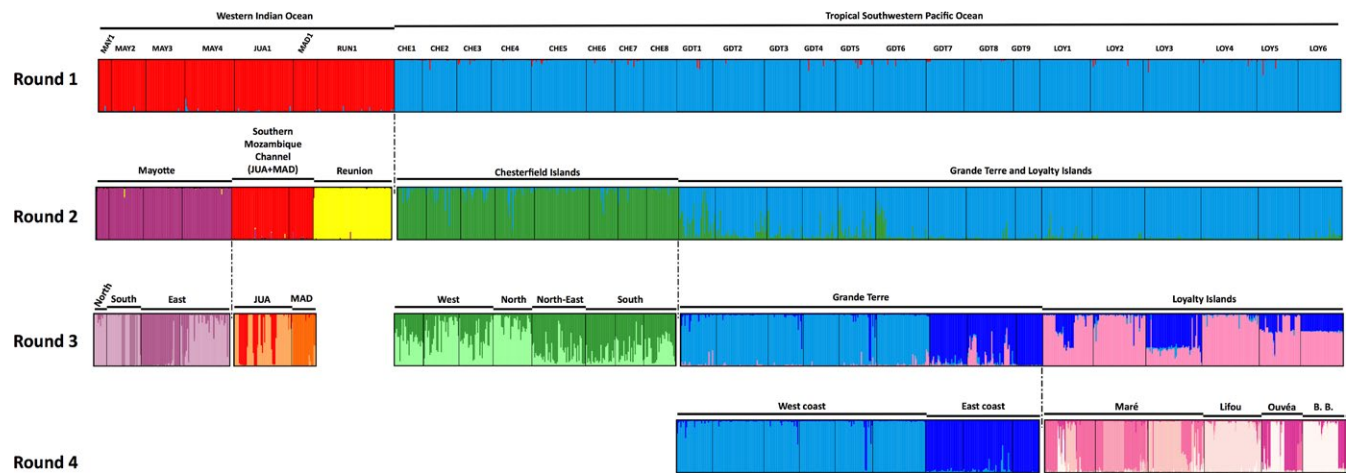 Western Indian Ocean Tropical Southwestern Pacific Ocean
MAY1 MAY2 MAY3 MAY4 JUA1 MAD1 RUN1 CHE1 CHE2 CHE3 CHE4 CHE5 CHE6 CHE7 CHE8 GDT1 GDT2 GDT3 GDT4 GDT5 GDT6 GDT7 GDT8 GDT9 LOY1 LOY2 LOY3 LOY4 LOY5 LOY6
Round 1
Southern
Mozambique
Channel
Mayotte (JUA+MAD) Reunion Chesterfield Islands Grande Terre and Loyalty Islands
Round 2
North South East JUA MAD West North North-East South Grande Terre Loyalty Islands
Round 3
West coast East coast Maré Lifou Ouvéa B. B.
Round 4